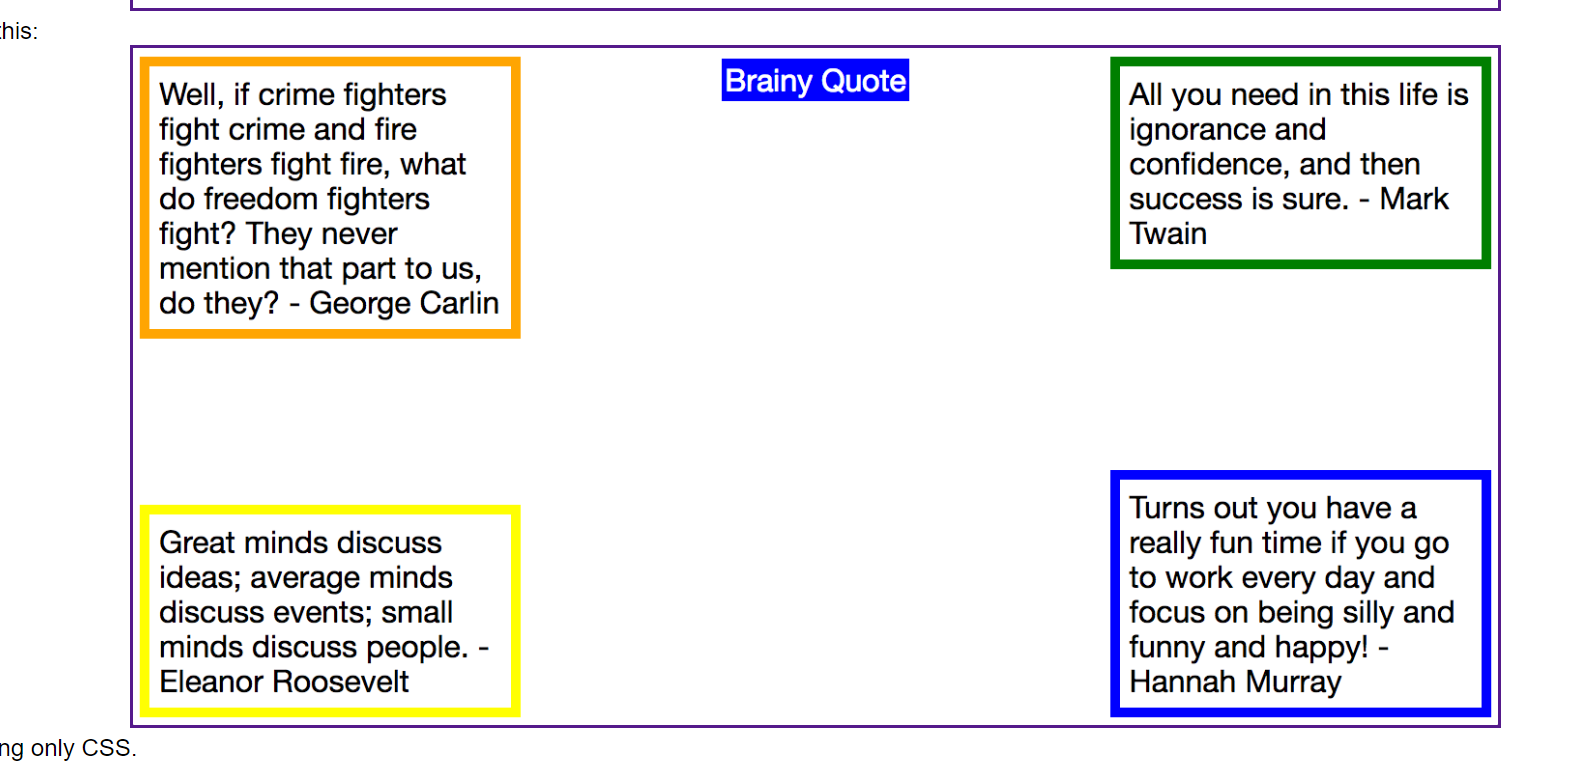 this:
Well, if crime fighters
fight crime and fire
fighters fight fire, what
do freedom fighters
fight? They never
mention that part to us,
do they? - George Carlin
Brainy Quote
All you need in this life is
ignorance and
confidence, and then
success is sure. - Mark
Twain
Great minds discuss
ideas; average minds
discuss events; small
minds discuss people. -
Eleanor Roosevelt
Turns out you have a
really fun time if you go
to work every day and
focus on being silly and
funny and happy! -
Hannah Murray
ng only CSS.